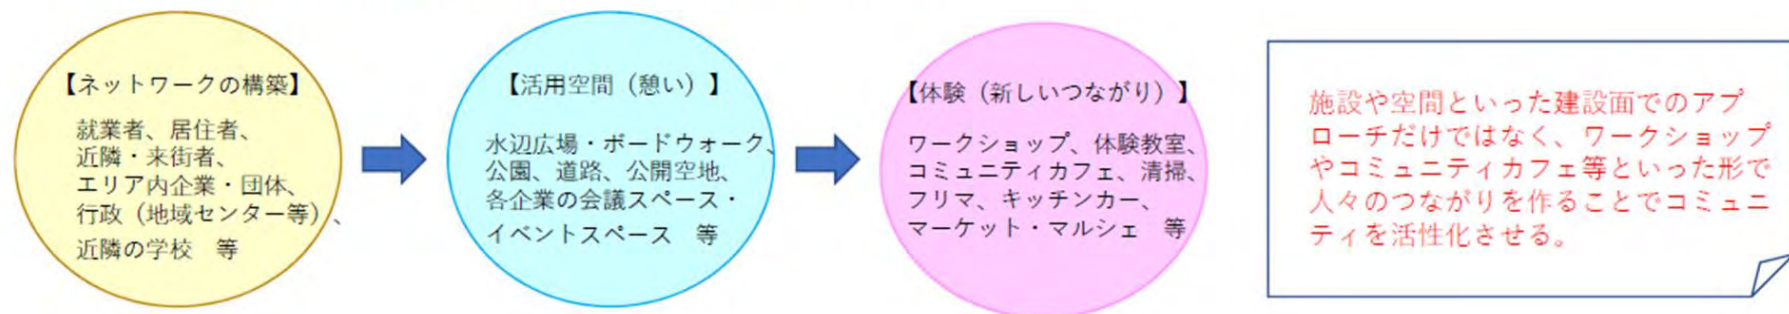 【ネットワークの構築】
就業者、居住者、
近隣・来街者、
エリア内企業・団体、
行政（地域センター等）、
近隣の学校　等
【活用空間（憩い）】
水辺広場・ボードウォーク、
公園、道路、公開空地、
各企業の会議スペース・
イベントスペース　等
【体験（新しいつながり）】
ワークショップ、体験教室、
コミュニティカフェ、清掃、
フリマ、キッチンカー、
マーケット・マルシェ　等
施設や空間といった建設面でのアプ
ローチだけではなく、ワークショップ
やコミュニティカフェ等といった形で
人々のつながりを作ることでコミュニ
ティを活性化させる。